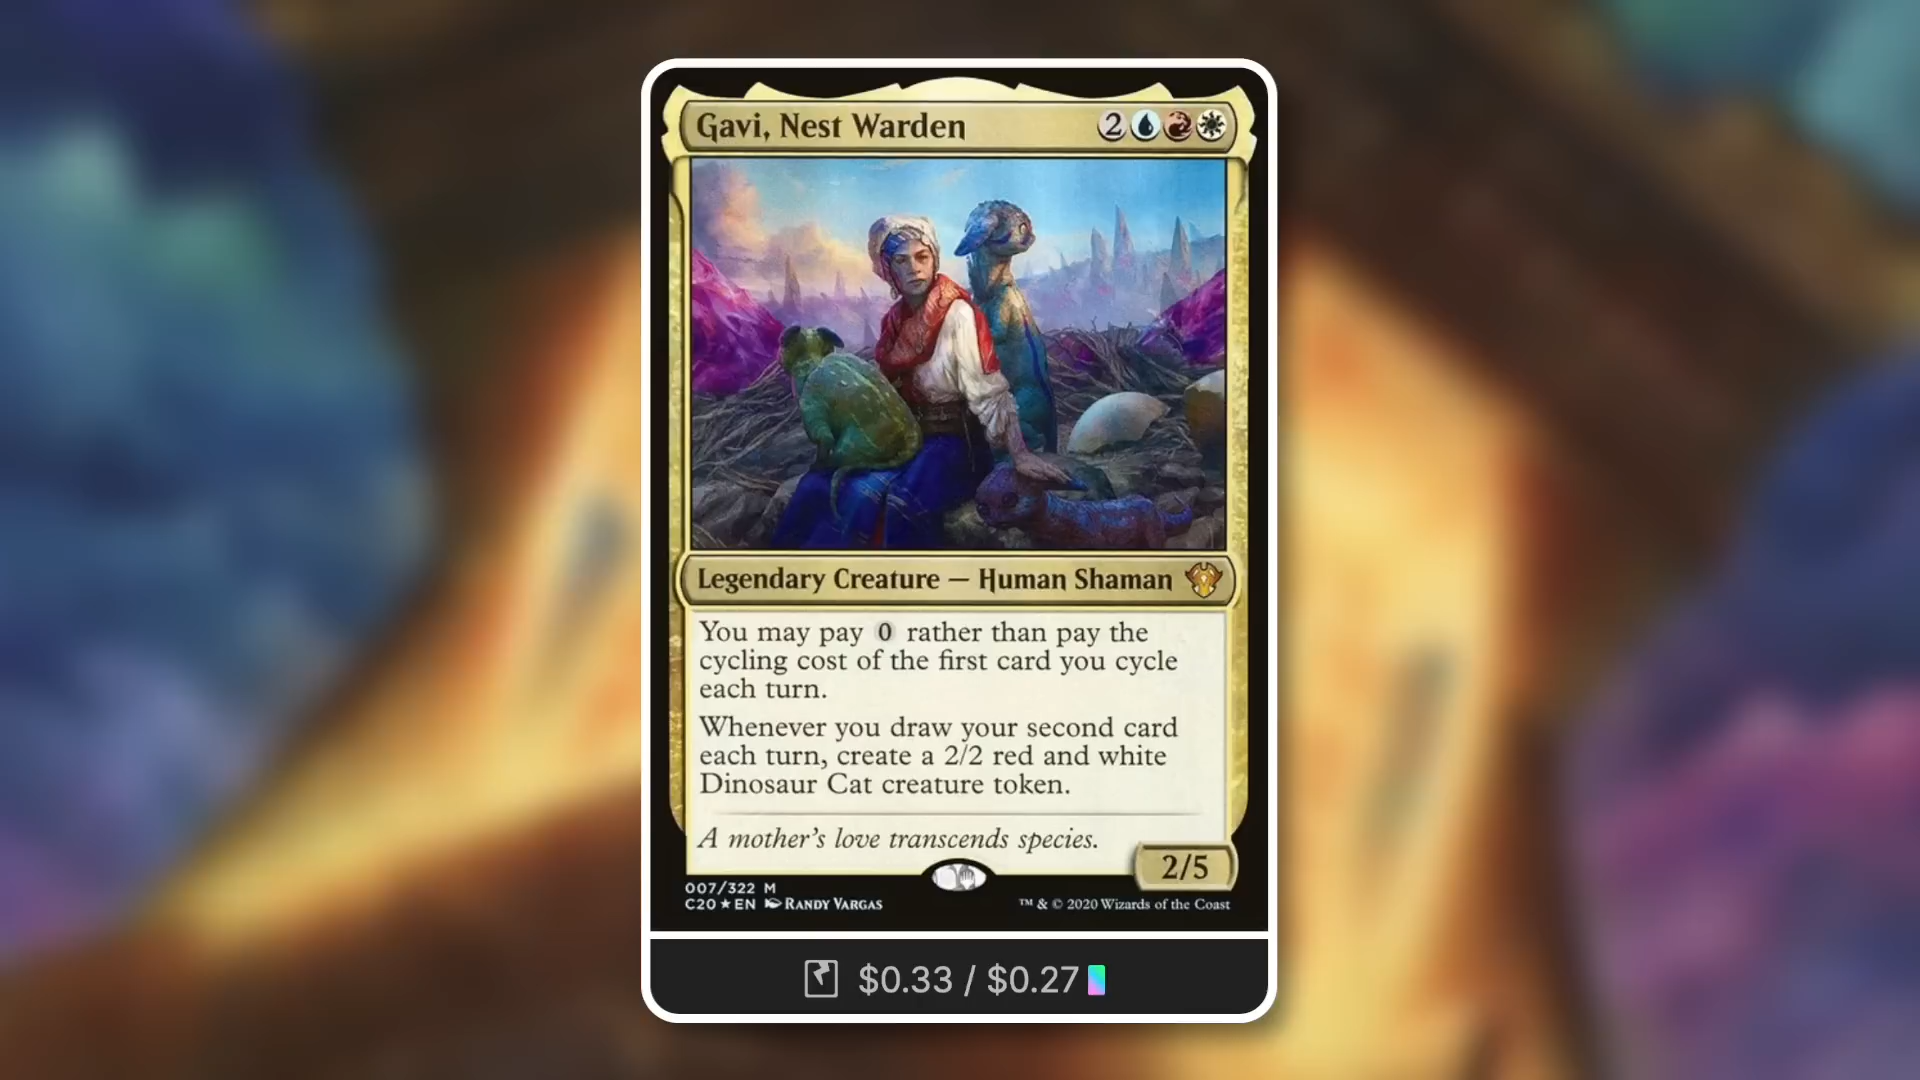 Gavi, Nest Warden 2
Legendary Creature — Human Shaman
You may pay 0 rather than pay the
cycling cost of the first card you cycle
each turn.
Whenever you draw your second card
each turn, create a 2/2 red and white
Dinosaur Cat creature token.
A mother's love transcends species.
2/5
007/322 M
C20★EN RANDY VARGAS
™ & © 2020 Wizards of the Coast
$0.33 / $0.27